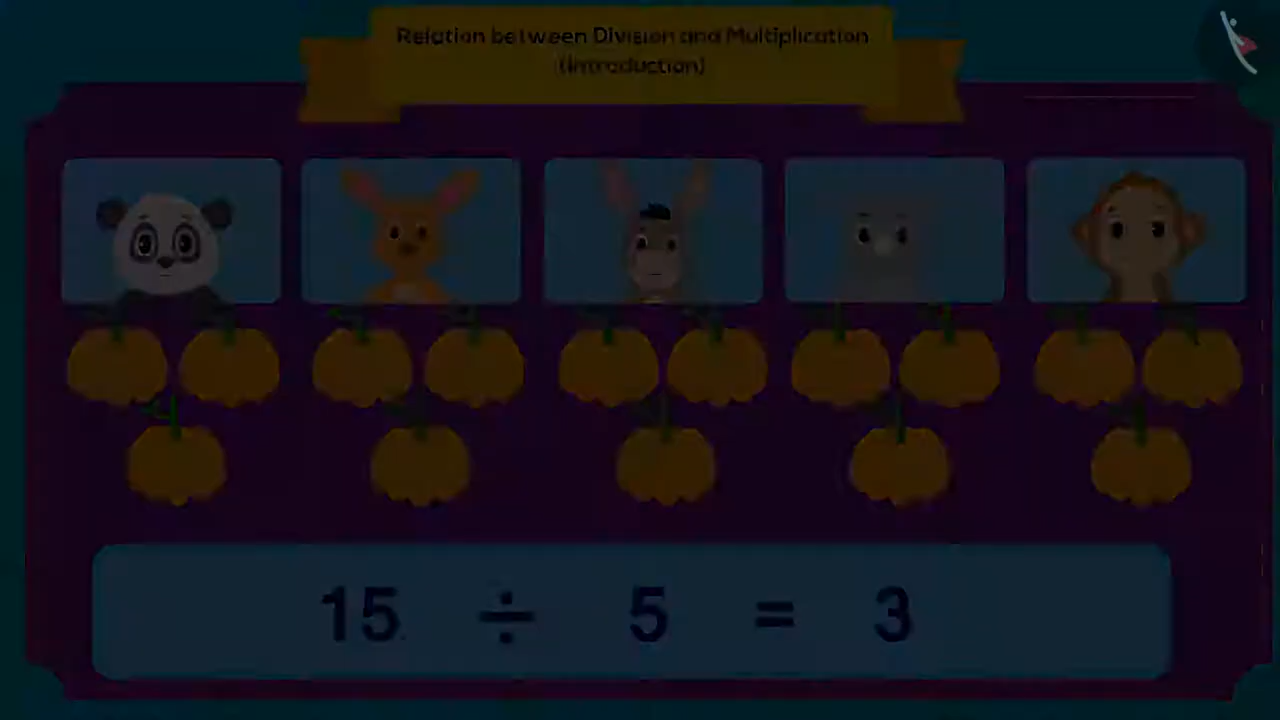 Relation between Division and Multiplication
(Introduction)
15 ÷ 5 = 3